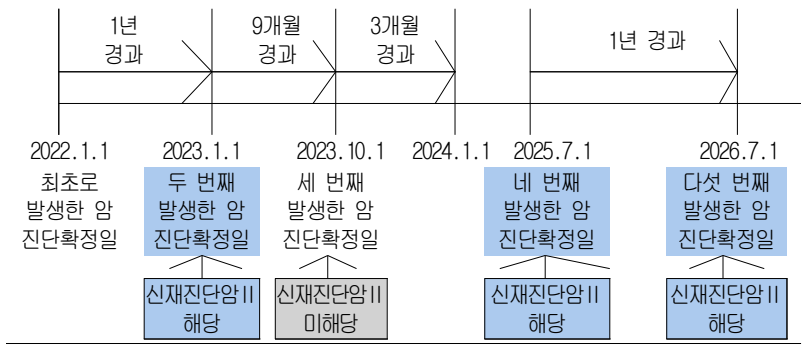 1년
경과
9개월
경과
3개월
경과
1년 경과
2022.1.1
2023.1.1
2023.10.1
2024.1.1
2025.7.1
2026.7.1
최초로
발생한 암
진단확정일
두 번째
발생한 암
진단확정일
세 번째
발생한 암
진단확정일
네 번째
발생한 암
진단확정일
다섯 번째
발생한 암
진단확정일
신재진단암Ⅱ
해당
신재진단암Ⅱ
미해당
신재진단암Ⅱ
해당
신재진단암Ⅱ
해당